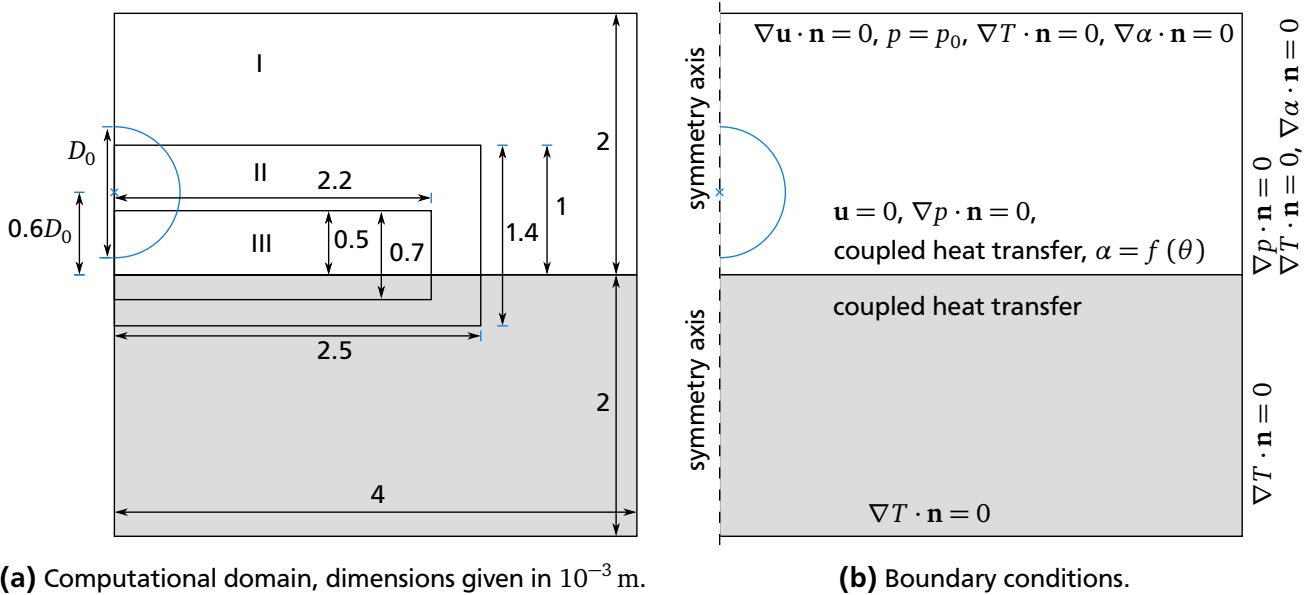 I
D₀
II
2.2
2
0.6D₀
III
0.5
0.7
1.4
1
2.5
2
4
(a) Computational domain, dimensions given in 10⁻³ m.
symmetry axis
∇u · n = 0, p = p₀, ∇T · n = 0, ∇α · n = 0
u = 0, ∇p · n = 0,
coupled heat transfer, α = f (θ)
∇p · n = 0
∇T · n = 0, ∇α · n = 0
symmetry axis
coupled heat transfer
∇T · n = 0
∇T · n = 0
(b) Boundary conditions.